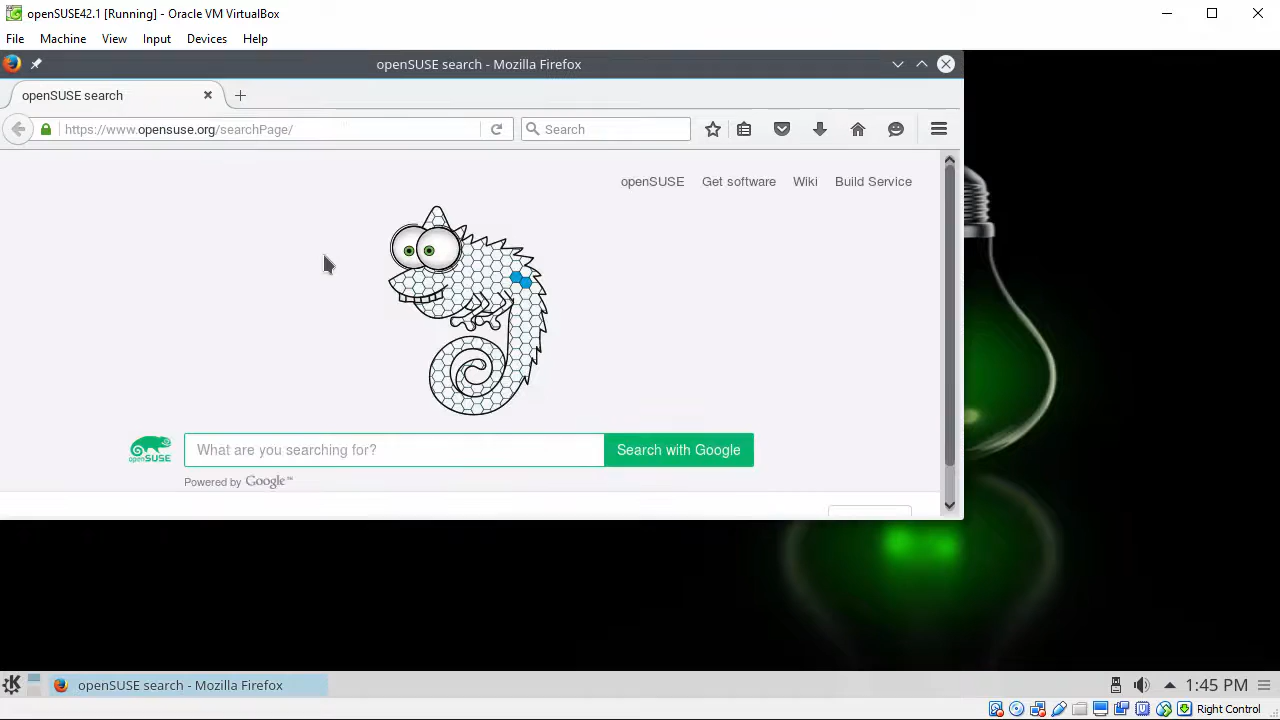 openSUSE42.1 [Running] - Oracle VM VirtualBox
File Machine View Input Devices Help
openSUSE search - Mozilla Firefox
openSUSE search
https://www.opensuse.org/searchPage/
Search
openSUSE Get software Wiki Build Service
openSUSE
What are you searching for?
Search with Google
Powered by Google™
openSUSE search - Mozilla Firefox
1:45 PM
Right Control